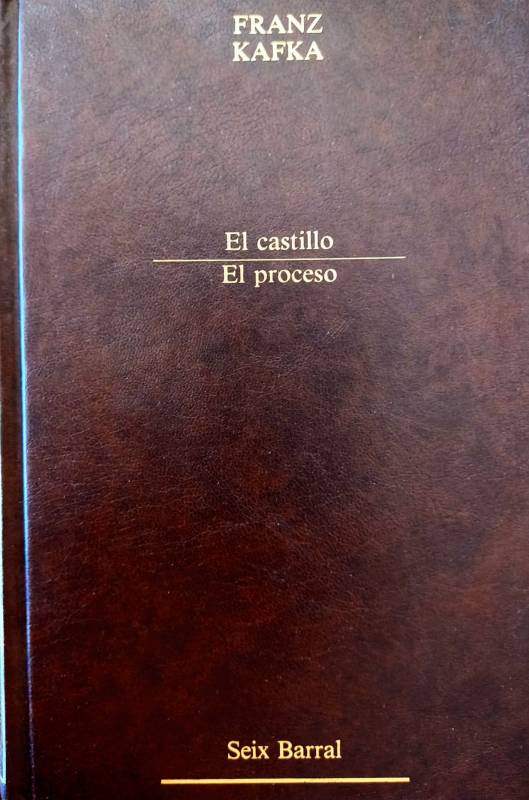 FRANZ
KAFKA
El castillo
El proceso
Seix Barral